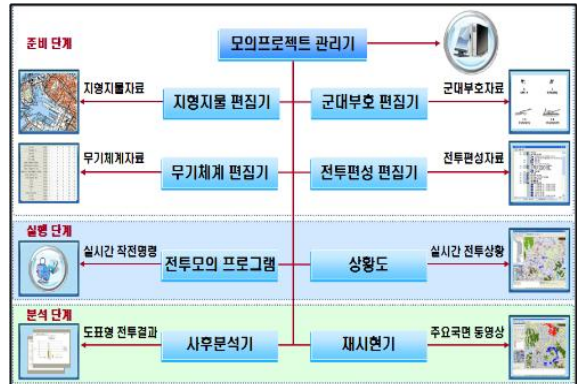 준비 단계
모의프로젝트 관리기
지형지물자료
지형지물 편집기
군대부호 편집기
군대부호자료
무기체계자료
무기체계 편집기
전투편성 편집기
전투편성자료
실행 단계
실시간 작전명령
전투모의 프로그램
상황도
실시간 전투상황
분석 단계
도표형 전투결과
사후분석기
재시현기
주요국면 동영상